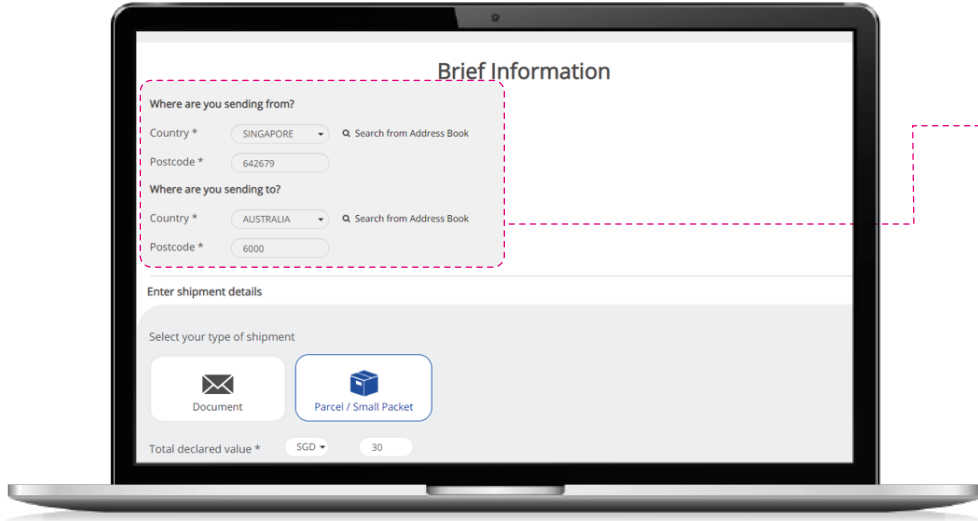 Brief Information
Where are you sending from?
Country * SINGAPORE Search from Address Book
Postcode * 642679
Where are you sending to?
Country * AUSTRALIA Search from Address Book
Postcode * 6000
Enter shipment details
Select your type of shipment
Document Parcel / Small Packet
Total declared value * SGD 30